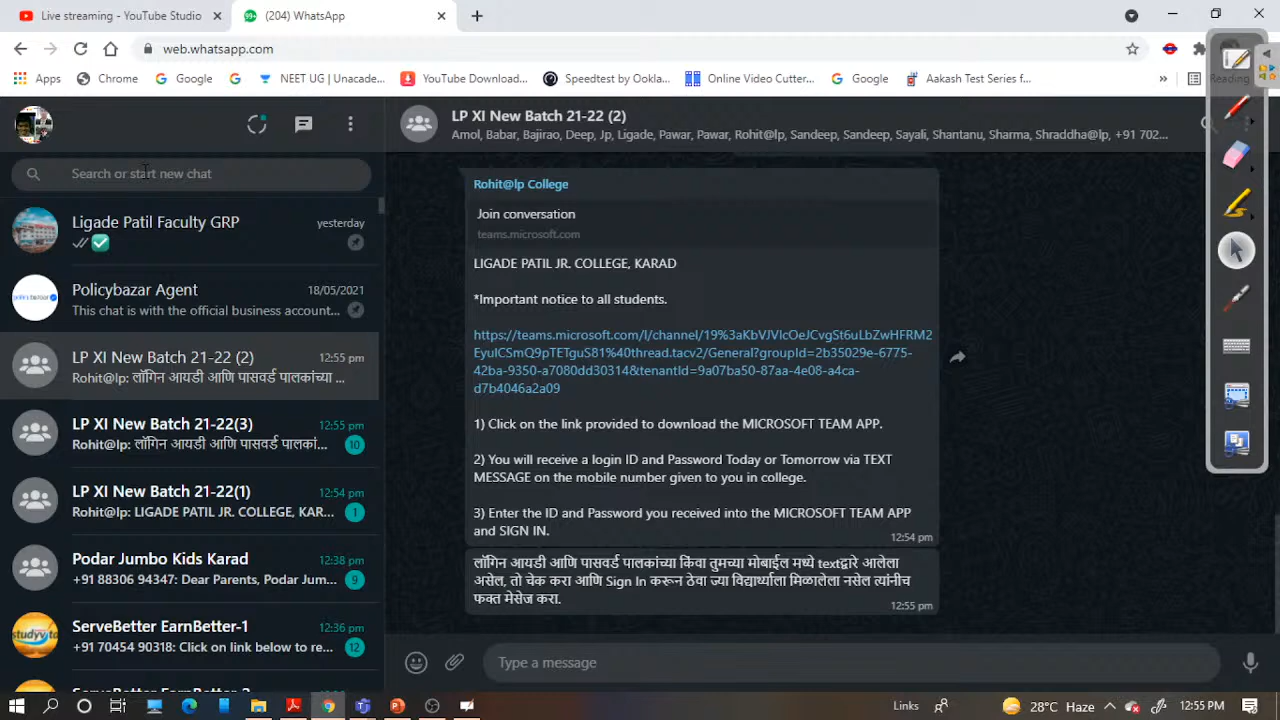 Live streaming - YouTube Studio
(204) WhatsApp
web.whatsapp.com
Apps
Chrome
Google
NEET UG | Unacade...
YouTube Download...
Speedtest by Ookla...
Online Video Cutter...
Google
Aakash Test Series f...
»
Reading
LP XI New Batch 21-22 (2)
Amol, Babar, Bajirao, Deep, Jp, Ligade, Pawar, Pawar, Rohit@lp, Sandeep, Sandeep, Sayali, Shantanu, Sharma, Shraddha@lp, +91 702...
Search or start new chat
Ligade Patil Faculty GRP
yesterday
Policybazar Agent
18/05/2021
This chat is with the official business account...
LP XI New Batch 21-22 (2)
12:55 pm
Rohit@lp: लॉगिन आयडी आणि पासवर्ड पालकांच्या ...
LP XI New Batch 21-22(3)
12:55 pm
Rohit@lp: लॉगिन आयडी आणि पासवर्ड पालकां...
10
LP XI New Batch 21-22(1)
12:54 pm
Rohit@lp: LIGADE PATIL JR. COLLEGE, KAR...
1
Podar Jumbo Kids Karad
12:38 pm
+91 88306 94347: Dear Parents, Podar Jum...
9
ServeBetter EarnBetter-1
12:36 pm
+91 70454 90318: Click on link below to re...
12
Rohit@lp College
Join conversation
teams.microsoft.com
LIGADE PATIL JR. COLLEGE, KARAD
*Important notice to all students.
https://teams.microsoft.com/l/channel/19%3aKbVJVIcOeJCvgSt6uLbZwHFRM2
EyuICSmQ9pTETguS81%40thread.tacv2/General?groupId=2b35029e-6775-
42ba-9350-a7080dd30314&tenantId=9a07ba50-87aa-4e08-a4ca-
d7b4046a2a09
1) Click on the link provided to download the MICROSOFT TEAM APP.
2) You will receive a login ID and Password Today or Tomorrow via TEXT
MESSAGE on the mobile number given to you in college.
3) Enter the ID and Password you received into the MICROSOFT TEAM APP
and SIGN IN.
12:54 pm
लॉगिन आयडी आणि पासवर्ड पालकांच्या किंवा तुमच्या मोबाईल मध्ये textद्वारे आलेला
असेल, तो चेक करा आणि Sign In करून ठेवा ज्या विद्यार्थ्याला मिळालेला नसेल त्यांनीच
फक्त मेसेज करा.
12:55 pm
Type a message
Links
28°C Haze
12:55 PM